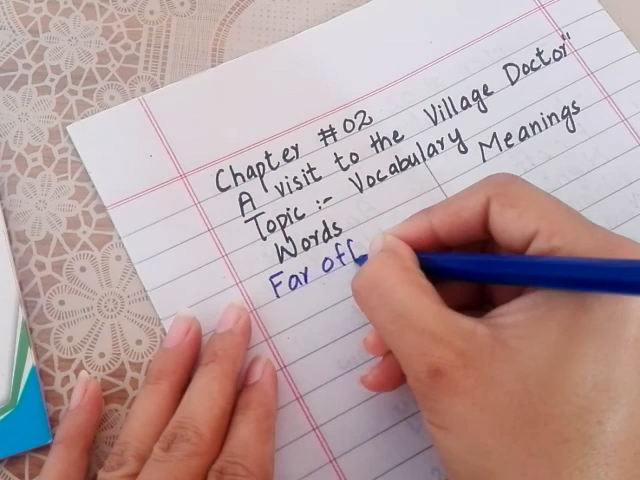 Chapter #02
A visit to the Village Doctor"
Topic :- Vocabulary
Words Meanings
Far off